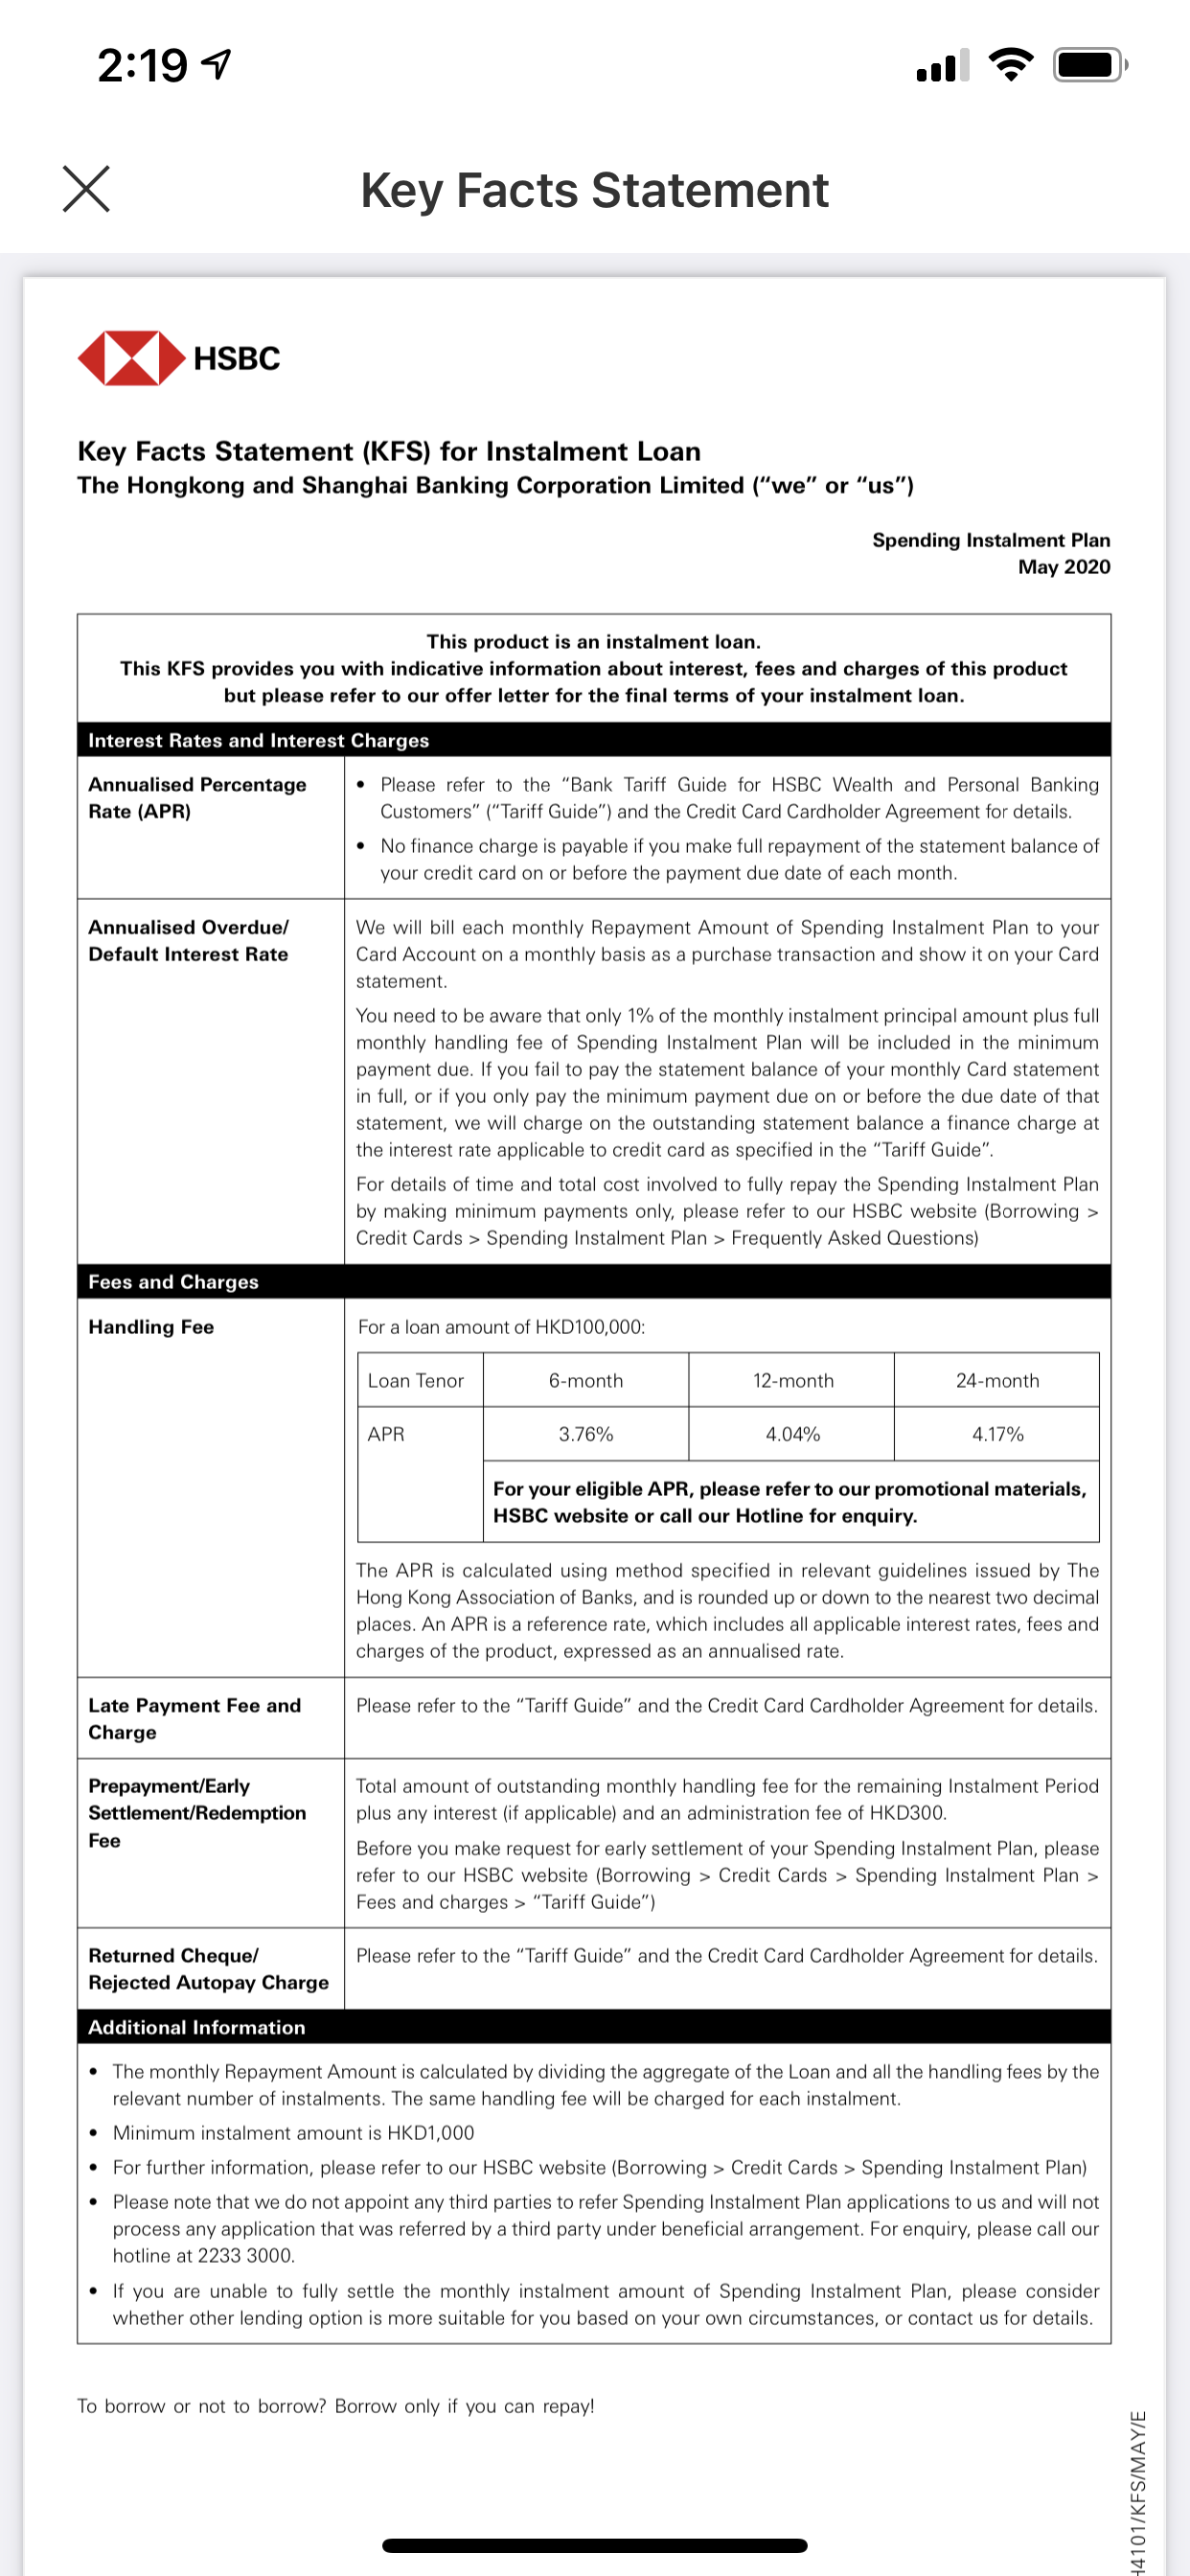 2:19
Key Facts Statement
HSBC
Key Facts Statement (KFS) for Instalment Loan
The Hongkong and Shanghai Banking Corporation Limited (“we” or “us”)
Spending Instalment Plan
May 2020
This product is an instalment loan.
This KFS provides you with indicative information about interest, fees and charges of this product
but please refer to our offer letter for the final terms of your instalment loan.
Interest Rates and Interest Charges
Annualised Percentage
Rate (APR)
• Please refer to the “Bank Tariff Guide for HSBC Wealth and Personal Banking
Customers” (“Tariff Guide”) and the Credit Card Cardholder Agreement for details.
• No finance charge is payable if you make full repayment of the statement balance of
your credit card on or before the payment due date of each month.
Annualised Overdue/
Default Interest Rate
We will bill each monthly Repayment Amount of Spending Instalment Plan to your
Card Account on a monthly basis as a purchase transaction and show it on your Card
statement.
You need to be aware that only 1% of the monthly instalment principal amount plus full
monthly handling fee of Spending Instalment Plan will be included in the minimum
payment due. If you fail to pay the statement balance of your monthly Card statement
in full, or if you only pay the minimum payment due on or before the due date of that
statement, we will charge on the outstanding statement balance a finance charge at
the interest rate applicable to credit card as specified in the “Tariff Guide”.
For details of time and total cost involved to fully repay the Spending Instalment Plan
by making minimum payments only, please refer to our HSBC website (Borrowing >
Credit Cards > Spending Instalment Plan > Frequently Asked Questions)
Fees and Charges
Handling Fee
For a loan amount of HKD100,000:
Loan Tenor 6-month 12-month 24-month
APR 3.76% 4.04% 4.17%
For your eligible APR, please refer to our promotional materials,
HSBC website or call our Hotline for enquiry.
The APR is calculated using method specified in relevant guidelines issued by The
Hong Kong Association of Banks, and is rounded up or down to the nearest two decimal
places. An APR is a reference rate, which includes all applicable interest rates, fees and
charges of the product, expressed as an annualised rate.
Late Payment Fee and
Charge
Please refer to the “Tariff Guide” and the Credit Card Cardholder Agreement for details.
Prepayment/Early
Settlement/Redemption
Fee
Total amount of outstanding monthly handling fee for the remaining Instalment Period
plus any interest (if applicable) and an administration fee of HKD300.
Before you make request for early settlement of your Spending Instalment Plan, please
refer to our HSBC website (Borrowing > Credit Cards > Spending Instalment Plan >
Fees and charges > “Tariff Guide”)
Returned Cheque/
Rejected Autopay Charge
Please refer to the “Tariff Guide” and the Credit Card Cardholder Agreement for details.
Additional Information
• The monthly Repayment Amount is calculated by dividing the aggregate of the Loan and all the handling fees by the
relevant number of instalments. The same handling fee will be charged for each instalment.
• Minimum instalment amount is HKD1,000
• For further information, please refer to our HSBC website (Borrowing > Credit Cards > Spending Instalment Plan)
• Please note that we do not appoint any third parties to refer Spending Instalment Plan applications to us and will not
process any application that was referred by a third party under beneficial arrangement. For enquiry, please call our
hotline at 2233 3000.
• If you are unable to fully settle the monthly instalment amount of Spending Instalment Plan, please consider
whether other lending option is more suitable for you based on your own circumstances, or contact us for details.
To borrow or not to borrow? Borrow only if you can repay!
H4101/KFS/MAY/E